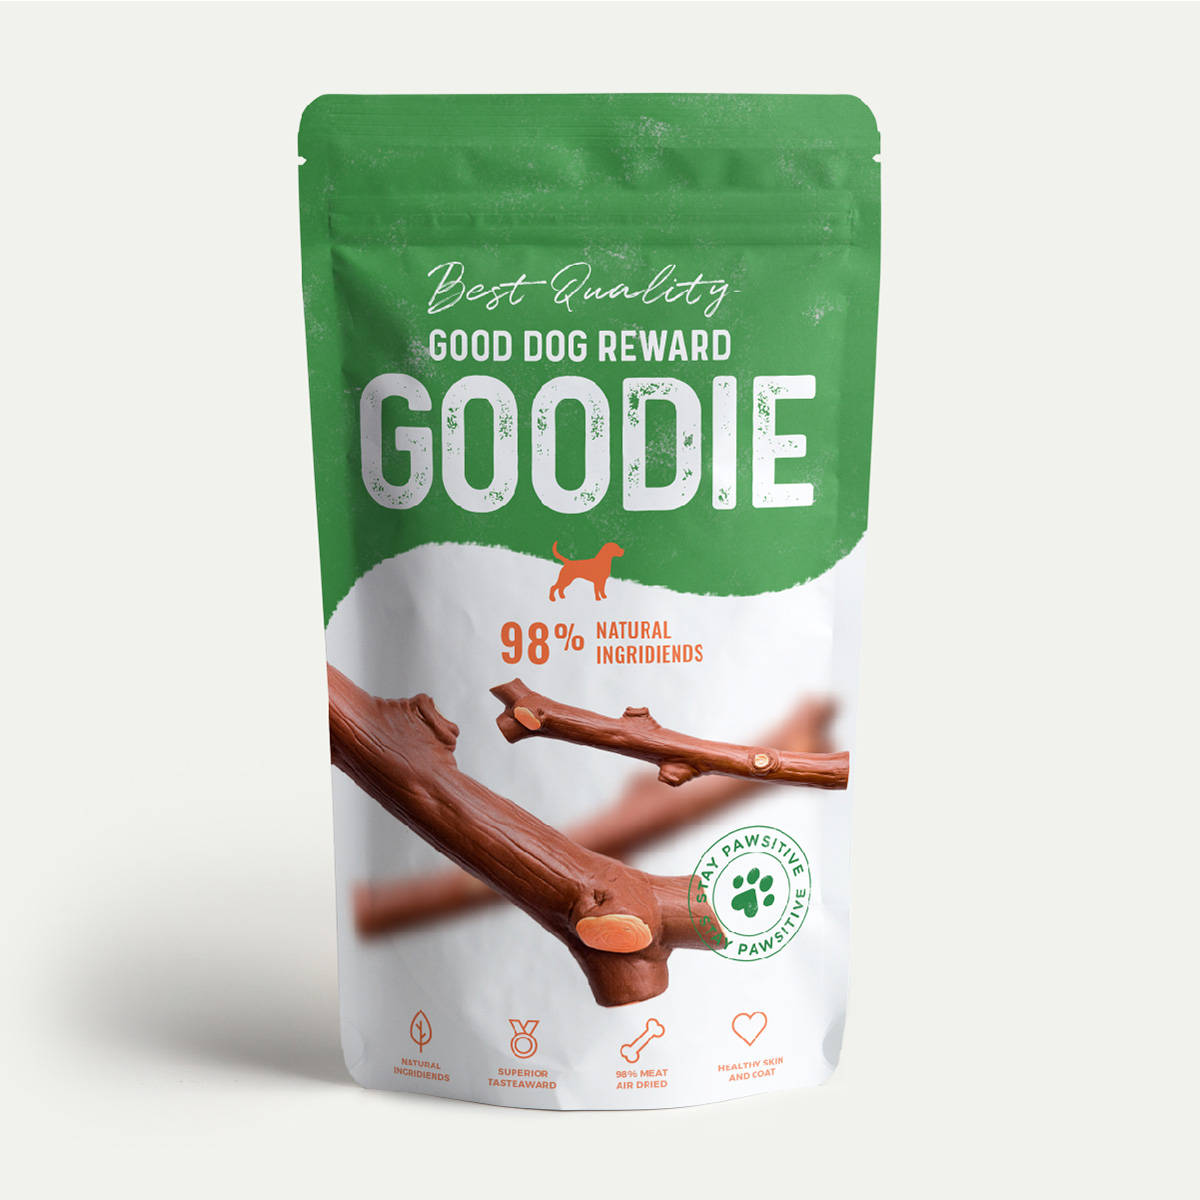 Best Quality
GOOD DOG REWARD
GOODIE
98% NATURAL
INGRIDIENDS
STAY PAWSITIVE
STAY PAWSITIVE
NATURAL
INGRIDIENDS
SUPERIOR
TASTEAWARD
98% MEAT
AIR DRIED
HEALTHY SKIN
AND COAT